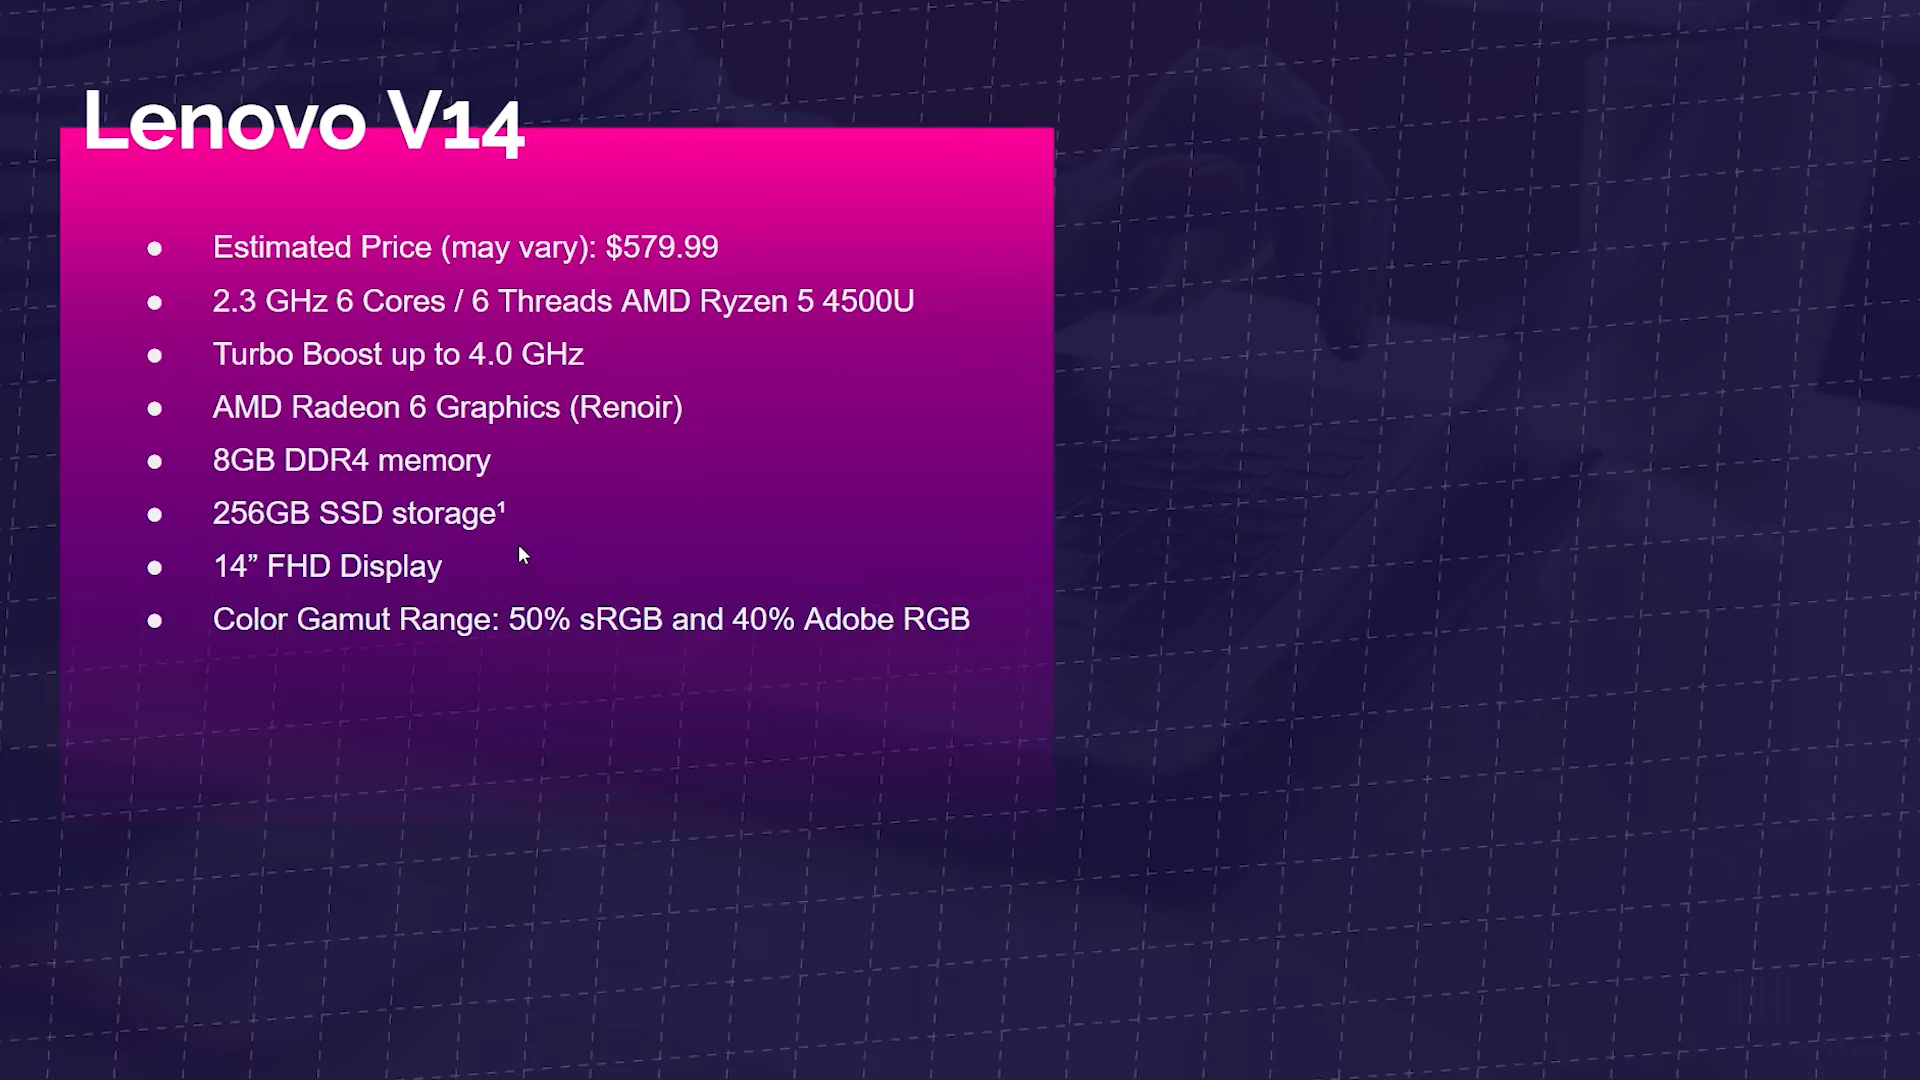 Lenovo V14
● Estimated Price (may vary): $579.99
● 2.3 GHz 6 Cores / 6 Threads AMD Ryzen 5 4500U
● Turbo Boost up to 4.0 GHz
● AMD Radeon 6 Graphics (Renoir)
● 8GB DDR4 memory
● 256GB SSD storage¹
● 14” FHD Display
● Color Gamut Range: 50% sRGB and 40% Adobe RGB